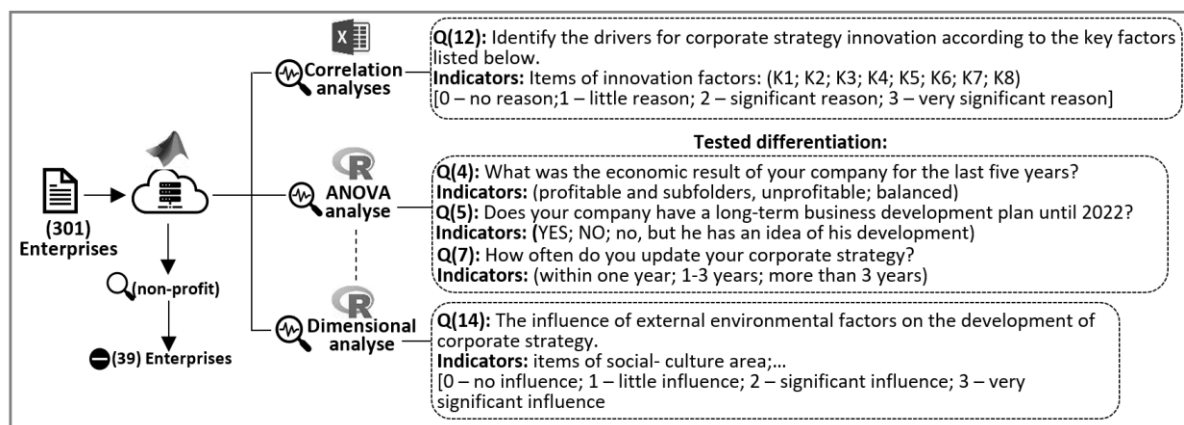 (301)
Enterprises
(non-profit)
(39) Enterprises
X
Correlation
analyses
Q(12): Identify the drivers for corporate strategy innovation according to the key factors
listed below.
Indicators: Items of innovation factors: (K1; K2; K3; K4; K5; K6; K7; K8)
[0 – no reason;1 – little reason; 2 – significant reason; 3 – very significant reason]
Tested differentiation:
R
ANOVA
analyse
Q(4): What was the economic result of your company for the last five years?
Indicators: (profitable and subfolders, unprofitable; balanced)
Q(5): Does your company have a long-term business development plan until 2022?
Indicators: (YES; NO; no, but he has an idea of his development)
Q(7): How often do you update your corporate strategy?
Indicators: (within one year; 1-3 years; more than 3 years)
R
Dimensional
analyse
Q(14): The influence of external environmental factors on the development of
corporate strategy.
Indicators: items of social- culture area;...
[0 – no influence; 1 – little influence; 2 – significant influence; 3 – very
significant influence